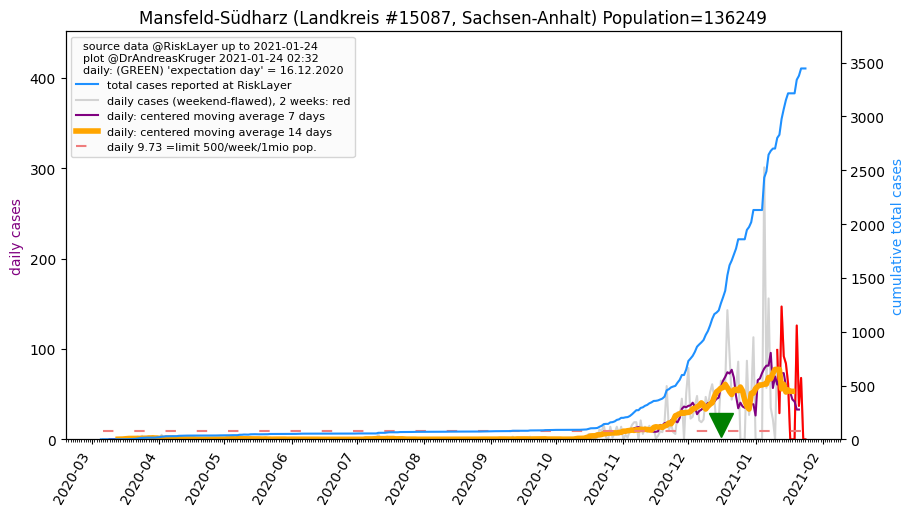 Mansfeld-Südharz (Landkreis #15087, Sachsen-Anhalt) Population=136249
source data @RiskLayer up to 2021-01-24
plot @DrAndreasKruger 2021-01-24 02:32
daily: (GREEN) 'expectation day' = 16.12.2020
total cases reported at RiskLayer
daily cases (weekend-flawed), 2 weeks: red
daily: centered moving average 7 days
daily: centered moving average 14 days
daily 9.73 =limit 500/week/1mio pop.
daily cases
400
300
200
100
0
cumulative total cases
3500
3000
2500
2000
1500
1000
500
0
2020-03
2020-04
2020-05
2020-06
2020-07
2020-08
2020-09
2020-10
2020-11
2020-12
2021-01
2021-02